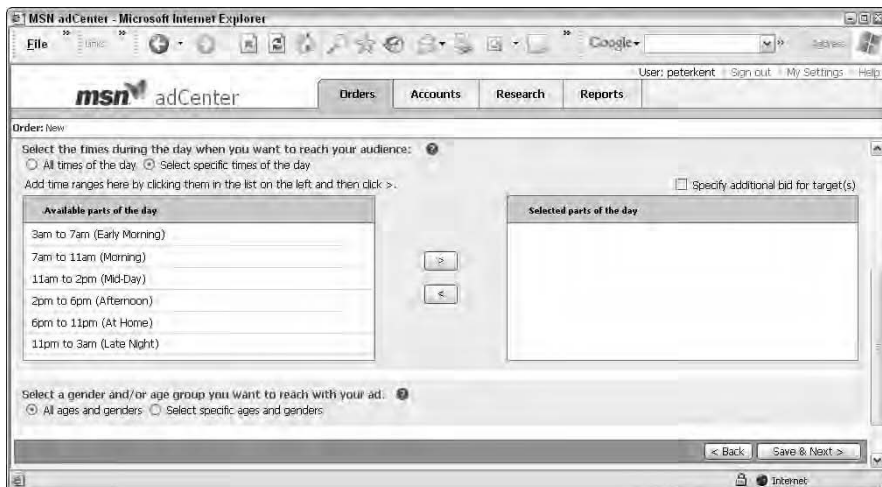 MSN adCenter - Microsoft Internet Explorer
File » Links » » Google » Address
User: peterkent Sign out My Settings Help
msn adCenter Orders Accounts Research Reports
Order: New
Select the times during the day when you want to reach your audience: ?
All times of the day Select specific times of the day
Add time ranges here by clicking them in the list on the left and then click >. Specify additional bid for target(s)
Available parts of the day Selected parts of the day
3am to 7am (Early Morning)
7am to 11am (Morning)
>
11am to 2pm (Mid-Day)
<
2pm to 6pm (Afternoon)
6pm to 11pm (At Home)
11pm to 3am (Late Night)
Select a gender and/or age group you want to reach with your ad. ?
All ages and genders Select specific ages and genders
< Back Save & Next >
Internet